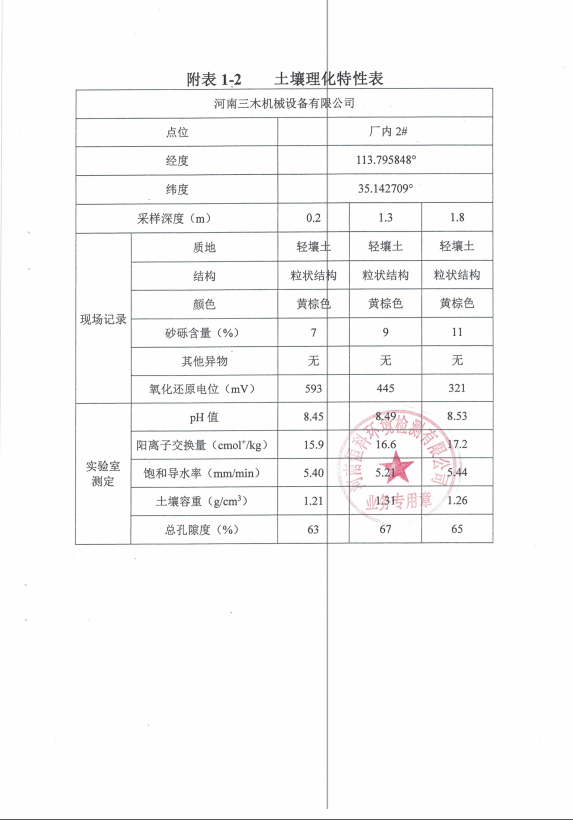 附表 1-2 土壤理化特性表
河南三木机械设备有限公司
点位 厂内 2#
经度 113.795848°
纬度 35.142709°
采样深度（m） 0.2 1.3 1.8
现场记录
质地 轻壤土 轻壤土 轻壤土
结构 粒状结构 粒状结构 粒状结构
颜色 黄棕色 黄棕色 黄棕色
砂砾含量（%） 7 9 11
其他异物 无 无 无
氧化还原电位（mV） 593 445 321
实验室
测定
pH 值 8.45 8.49 8.53
阳离子交换量（cmol⁺/kg） 15.9 16.6 17.2
饱和导水率（mm/min） 5.40 5.21 5.44
土壤容重（g/cm³） 1.21 1.31 1.26
总孔隙度（%） 63 67 65
科环境检测有限公司
业务专用章